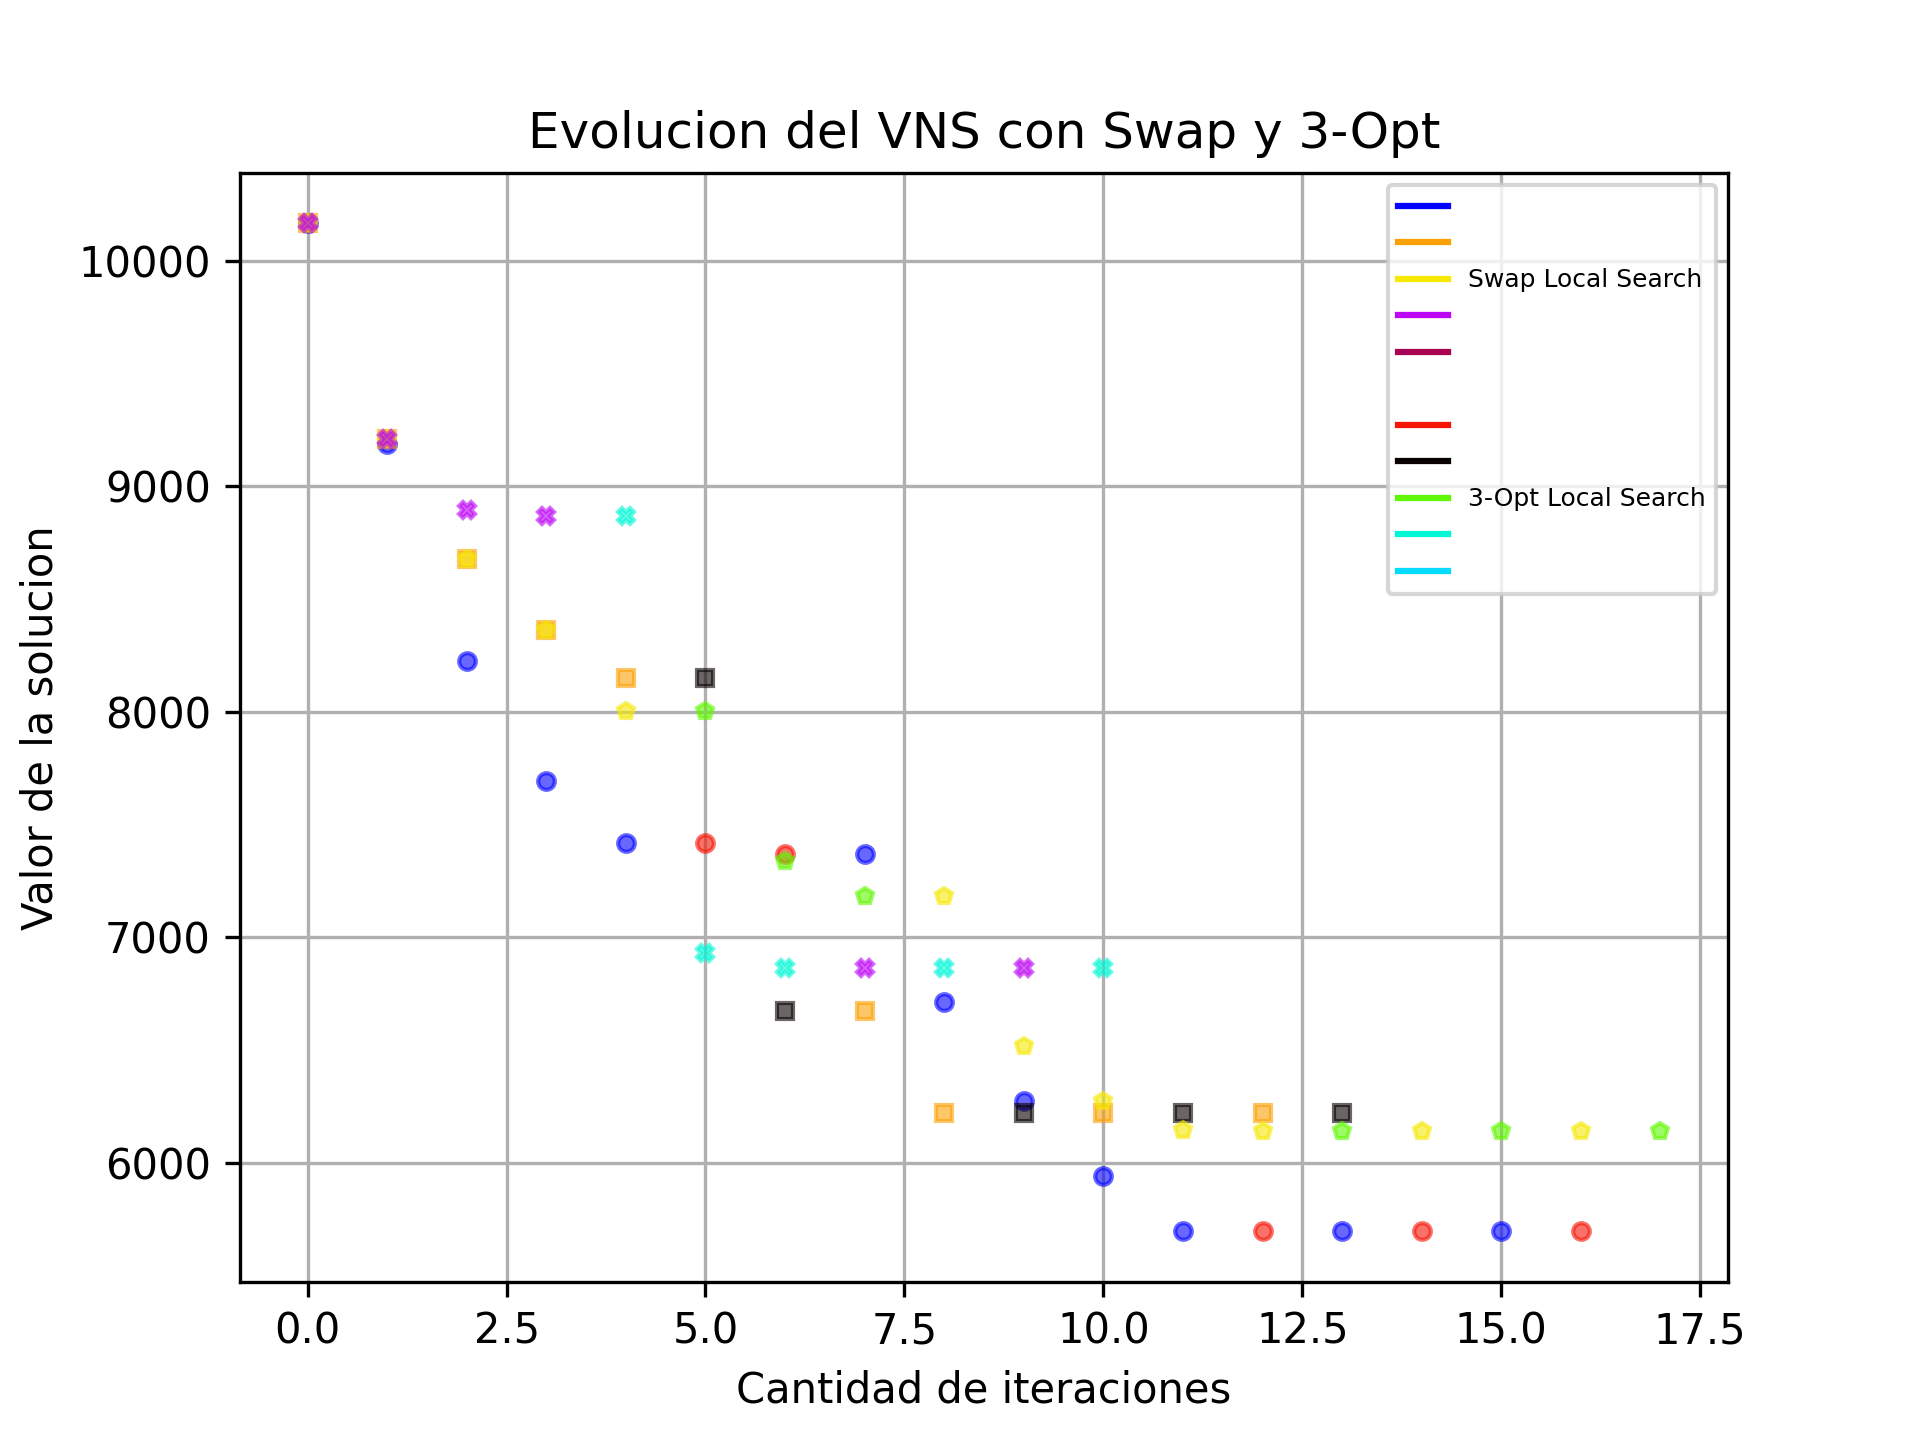 Evolucion del VNS con Swap y 3-Opt
10000
9000
8000
7000
6000
Valor de la solucion
Swap Local Search
3-Opt Local Search
0.0 2.5 5.0 7.5 10.0 12.5 15.0 17.5
Cantidad de iteraciones